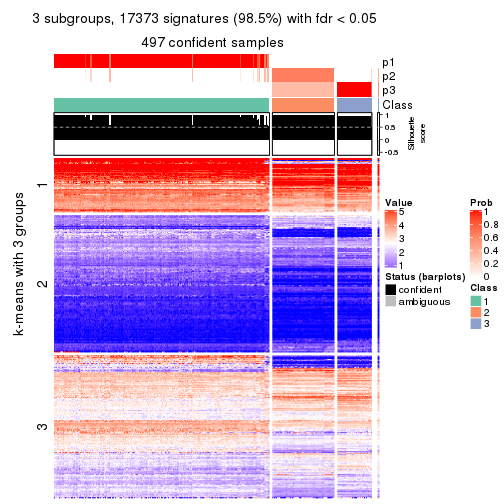 3 subgroups, 17373 signatures (98.5%) with fdr < 0.05
497 confident samples
p1
p2
p3
Class
1
0.5
0
-0.5
Silhouette
score
k-means with 3 groups
1
2
3
Value
5
4
3
2
1
Status (barplots)
confident
ambiguous
Prob
1
0.8
0.6
0.4
0.2
0
Class
1
2
3